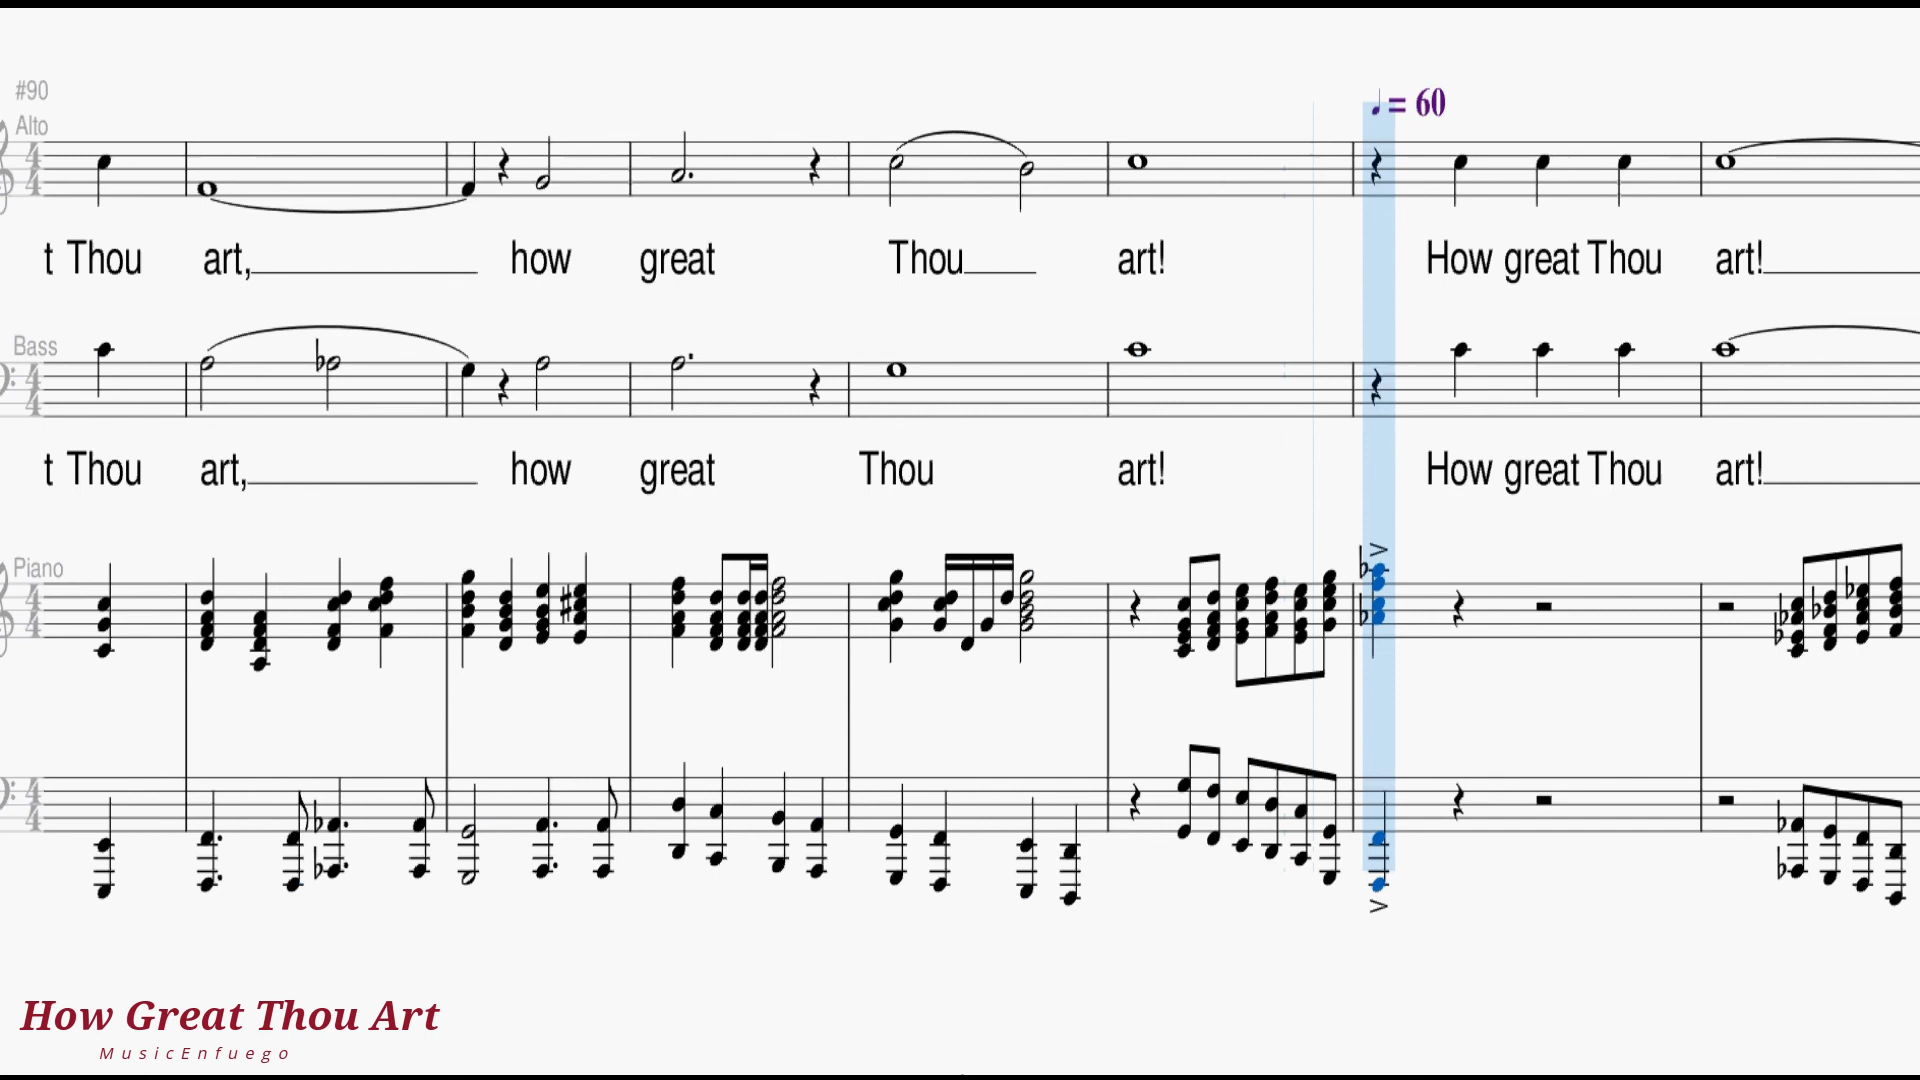 #90
♩= 60
Alto
t Thou art, how great Thou art! How great Thou art!
Bass
t Thou art, how great Thou art! How great Thou art!
Piano
How Great Thou Art
MusicEnfuego